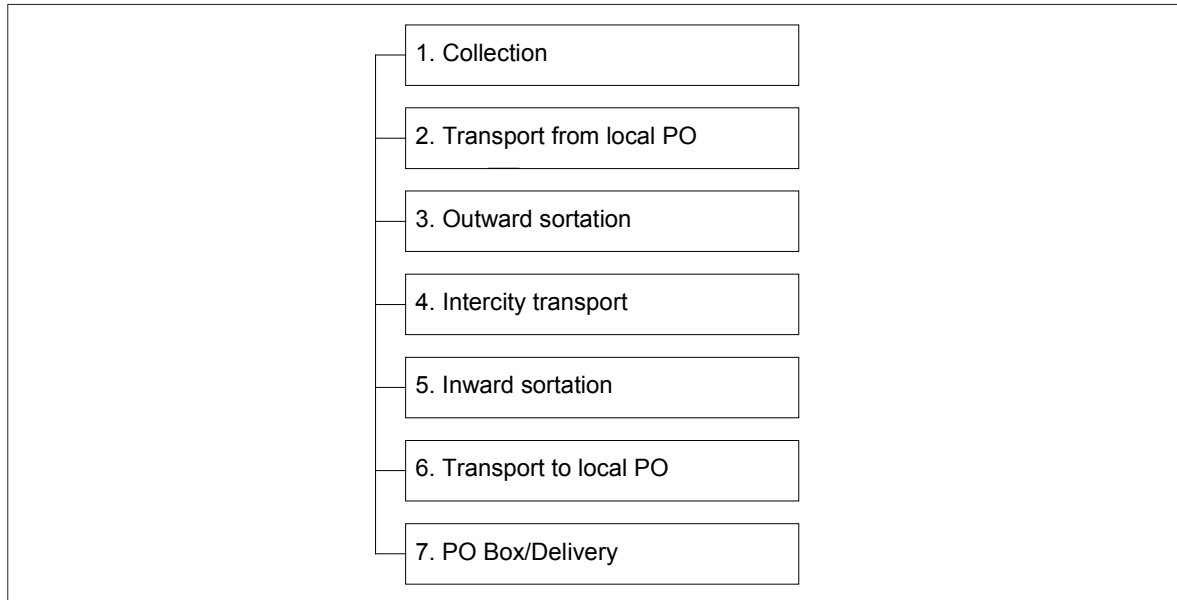 1. Collection
2. Transport from local PO
3. Outward sortation
4. Intercity transport
5. Inward sortation
6. Transport to local PO
7. PO Box/Delivery